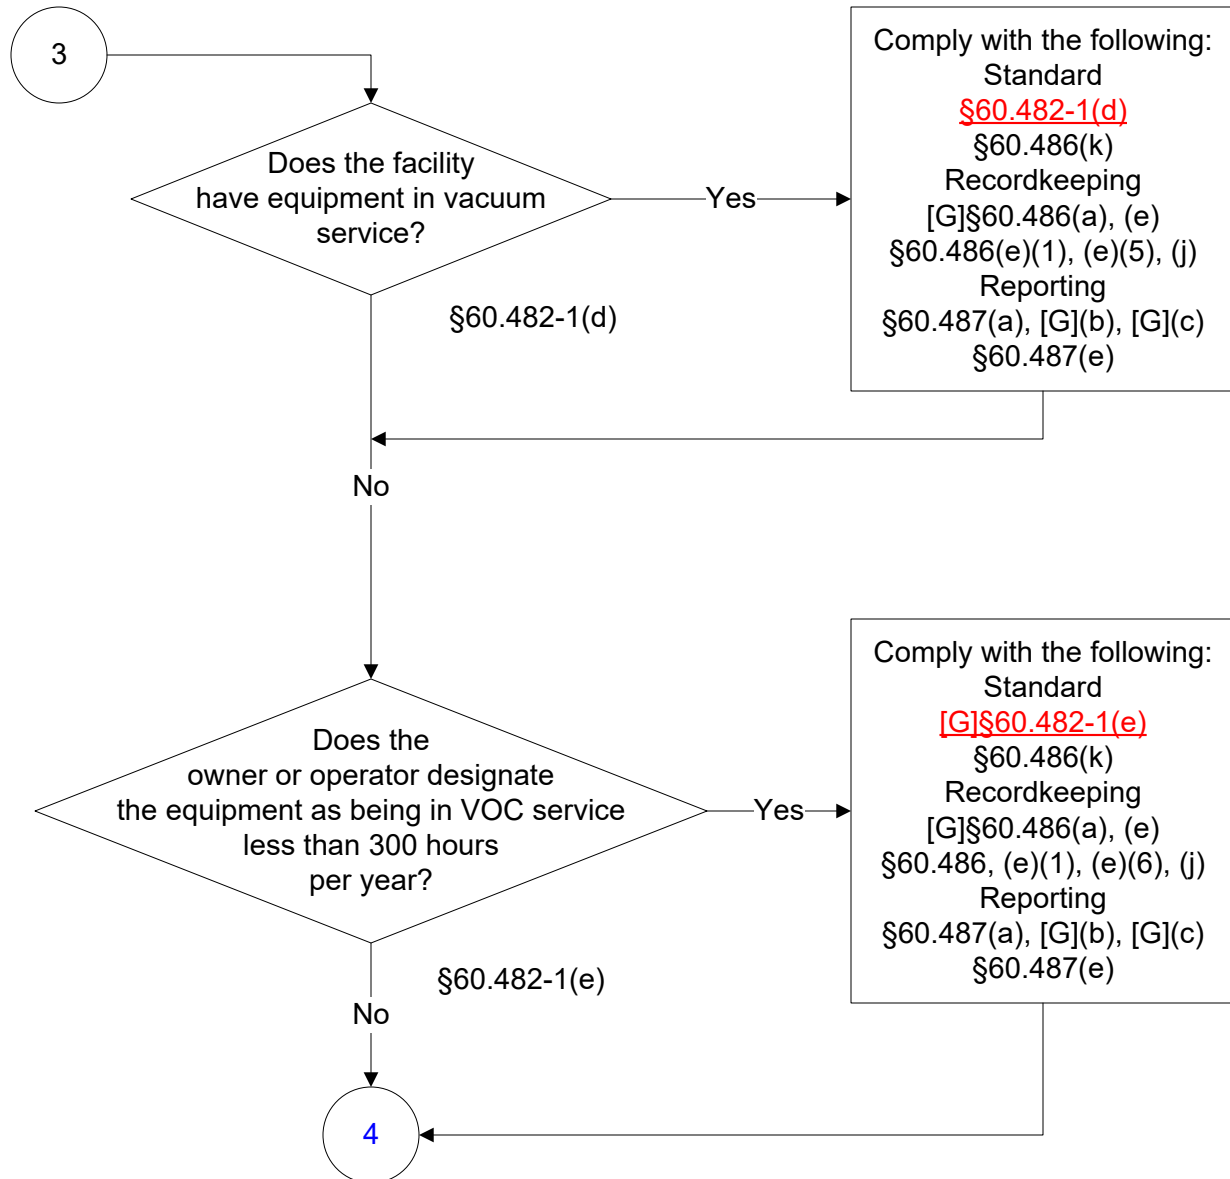 3
Does the facility
have equipment in vacuum
service?
Yes
Comply with the following:
Standard
§60.482-1(d)
§60.486(k)
Recordkeeping
[G]§60.486(a), (e)
§60.486(e)(1), (e)(5), (j)
Reporting
§60.487(a), [G](b), [G](c)
§60.487(e)
§60.482-1(d)
No
Does the
owner or operator designate
the equipment as being in VOC service
less than 300 hours
per year?
Yes
Comply with the following:
Standard
[G]§60.482-1(e)
§60.486(k)
Recordkeeping
[G]§60.486(a), (e)
§60.486, (e)(1), (e)(6), (j)
Reporting
§60.487(a), [G](b), [G](c)
§60.487(e)
§60.482-1(e)
No
4